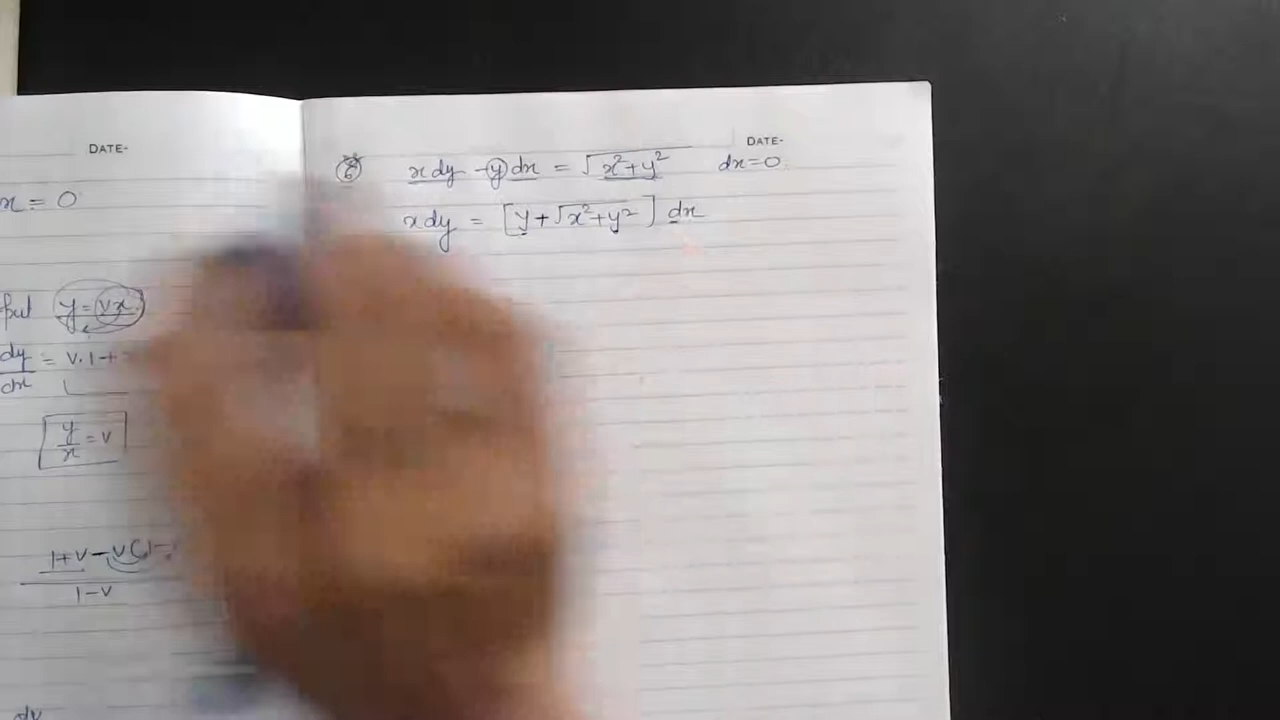 DATE-
x = 0
put y = vx
dy/dx = v.1+
y/x = v
1+v-v(1-
1-v
dv
DATE-
6 x dy - y dx = √x²+y² dx=0
x dy = [y+√x²+y²] dx